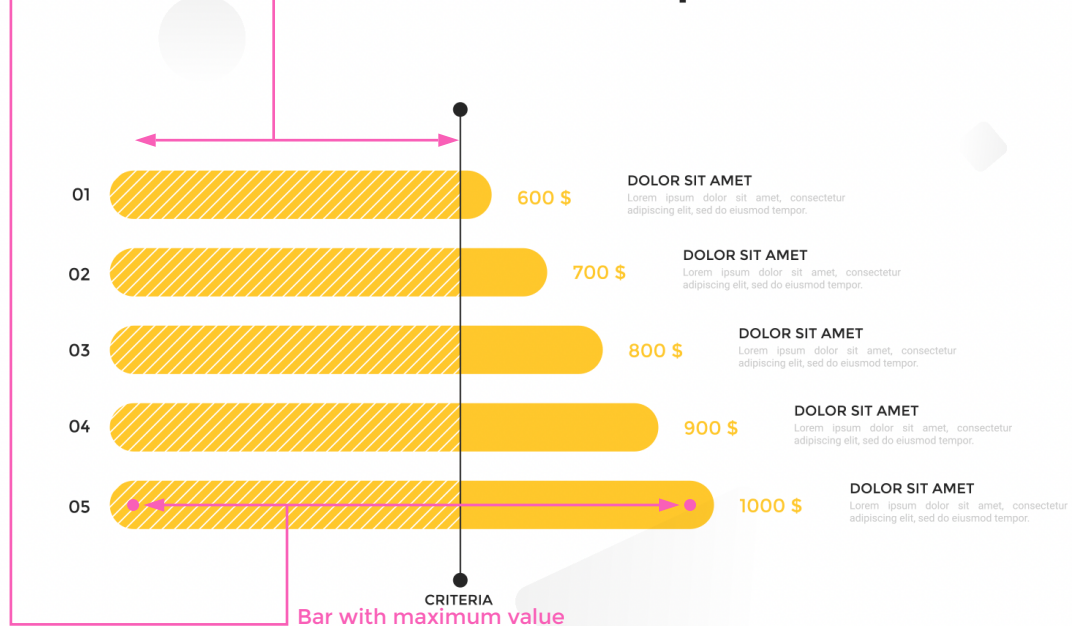 01
600 $
DOLOR SIT AMET
Lorem ipsum dolor sit amet, consectetur
adipiscing elit, sed do eiusmod tempor.
02
700 $
DOLOR SIT AMET
Lorem ipsum dolor sit amet, consectetur
adipiscing elit, sed do eiusmod tempor.
03
800 $
DOLOR SIT AMET
Lorem ipsum dolor sit amet, consectetur
adipiscing elit, sed do eiusmod tempor.
04
900 $
DOLOR SIT AMET
Lorem ipsum dolor sit amet, consectetur
adipiscing elit, sed do eiusmod tempor.
05
1000 $
DOLOR SIT AMET
Lorem ipsum dolor sit amet, consectetur
adipiscing elit, sed do eiusmod tempor.
CRITERIA
Bar with maximum value